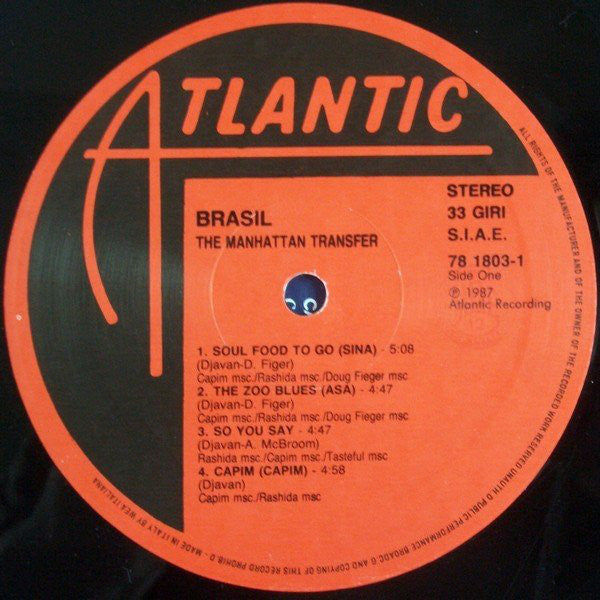 ATLANTIC
BRASIL
THE MANHATTAN TRANSFER
STEREO
33 GIRI
S.I.A.E.
78 1803-1
Side One
℗ 1987
Atlantic Recording
1. SOUL FOOD TO GO (SINA) - 5:08
(Djavan-D. Figer)
Capim msc./Rashida msc./Doug Fieger msc
2. THE ZOO BLUES (ASA) - 4:47
(Djavan-D. Figer)
Capim msc./Rashida msc./Doug Fieger msc
3. SO YOU SAY - 4:47
(Djavan-A. McBroom)
Rashida msc./Capim msc./Tasteful msc
4. CAPIM (CAPIM) - 4:58
(Djavan)
Capim msc./Rashida msc
ALL RIGHTS OF THE MANUFACTORER AND OF THE OWNER OF THE RECORDED WORK RESERVED UNAUTH D PUBLIC PERFORMANCE BROADC G AND COPYING OF THIS RECORD PROHIB. D - MADE IN ITALY BY WEA ITALIANA